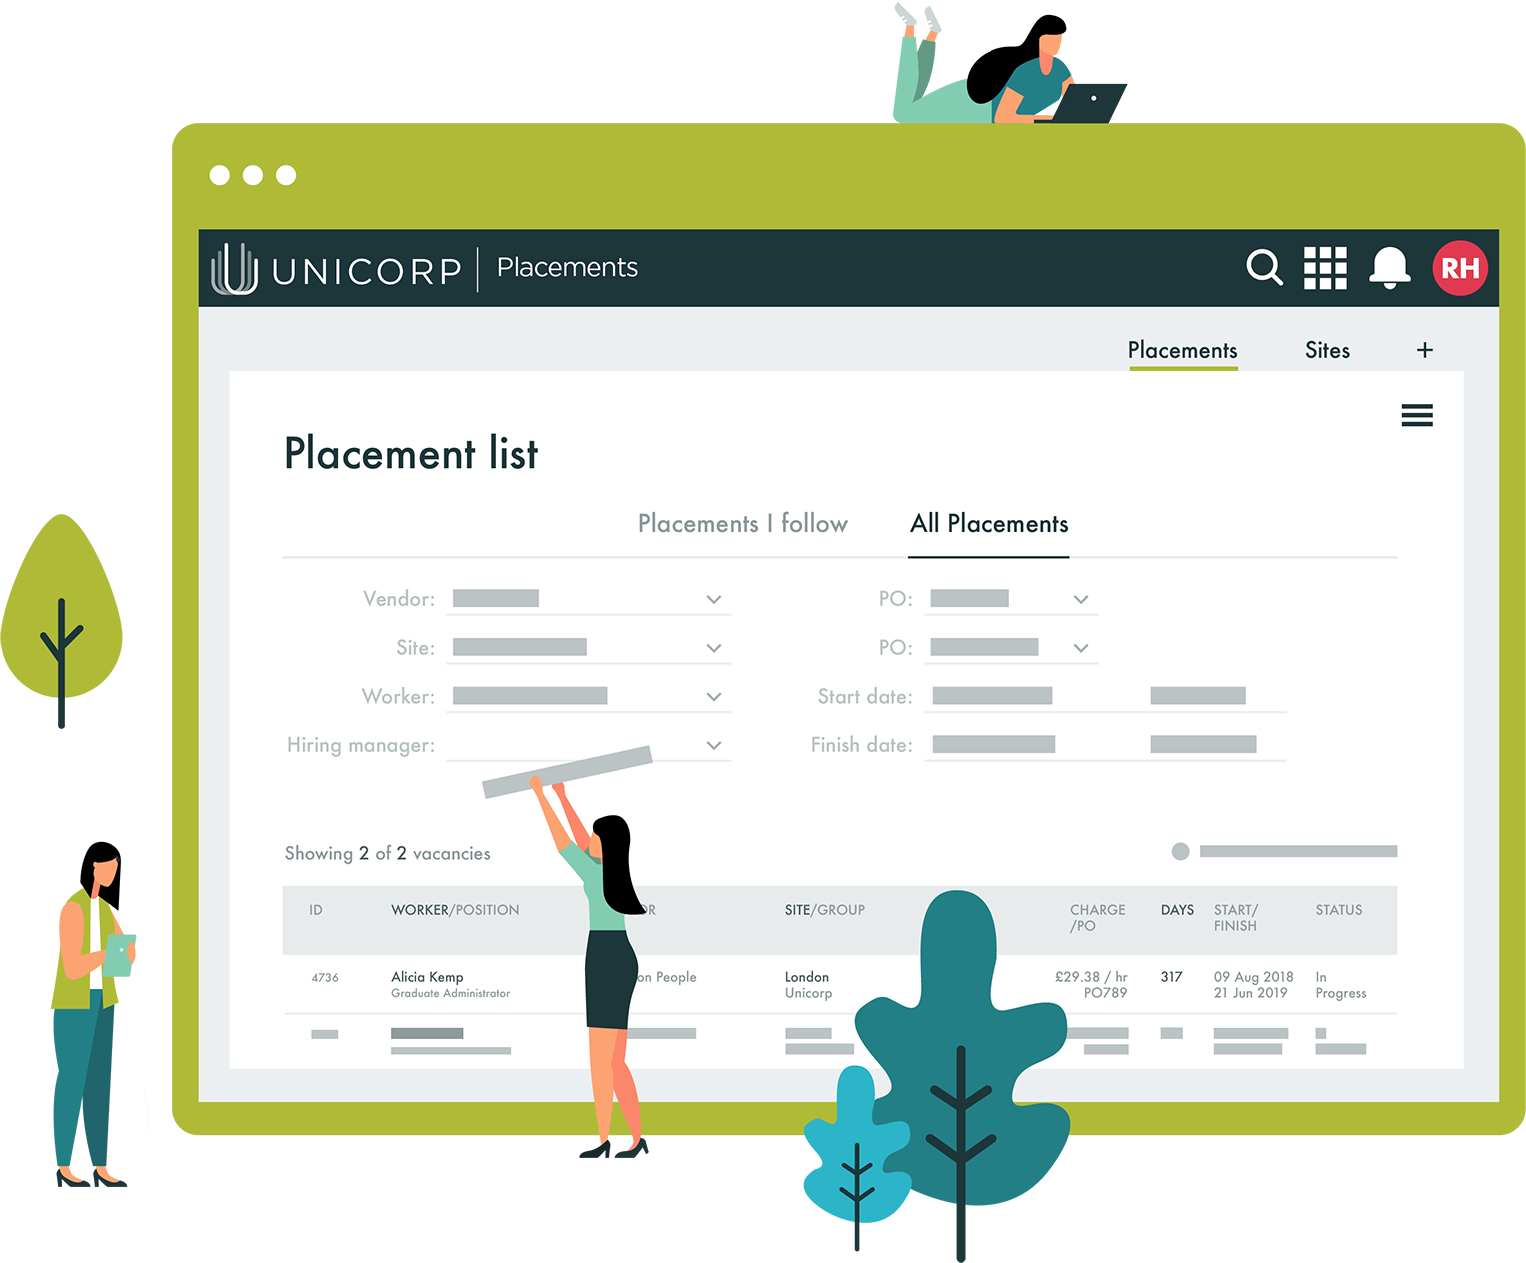 UNICORP Placements
RH
Placements Sites +
Placement list
Placements I follow All Placements
Vendor: PO:
Site: PO:
Worker: Start date:
Hiring manager: Finish date:
Showing 2 of 2 vacancies
ID WORKER/POSITION SITE/GROUP CHARGE /PO DAYS START/ FINISH STATUS
4736 Alicia Kemp People London £29.38 / hr 317 09 Aug 2018 In
Graduate Administrator Unicorp PO789 21 Jun 2019 Progress